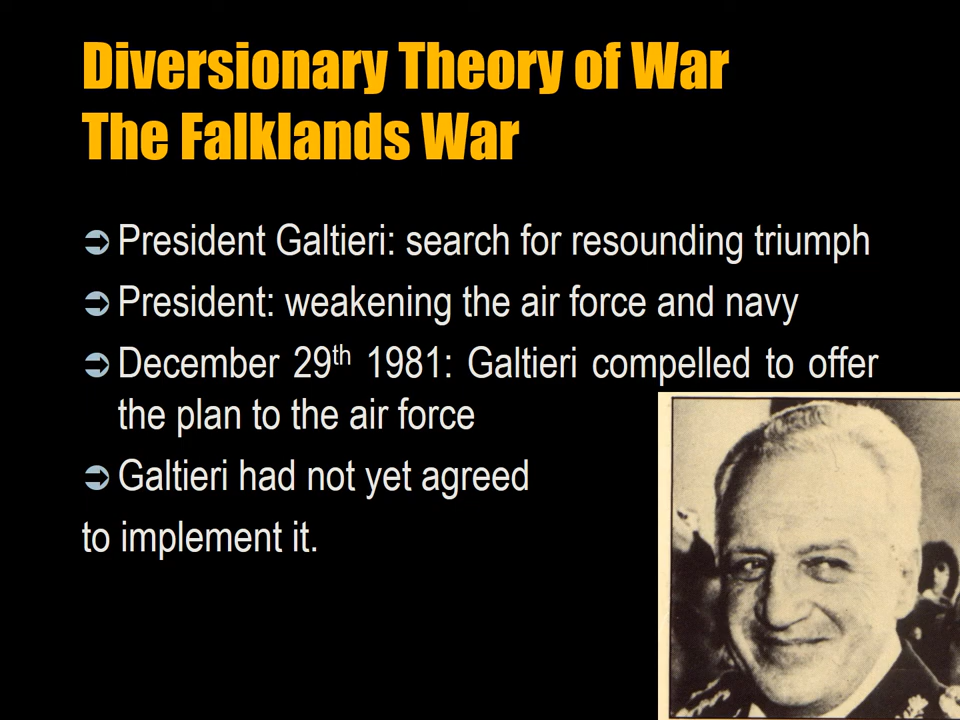 Diversionary Theory of War
The Falklands War
➲ President Galtieri: search for resounding triumph
➲ President: weakening the air force and navy
➲ December 29th 1981: Galtieri compelled to offer
the plan to the air force
➲ Galtieri had not yet agreed
to implement it.